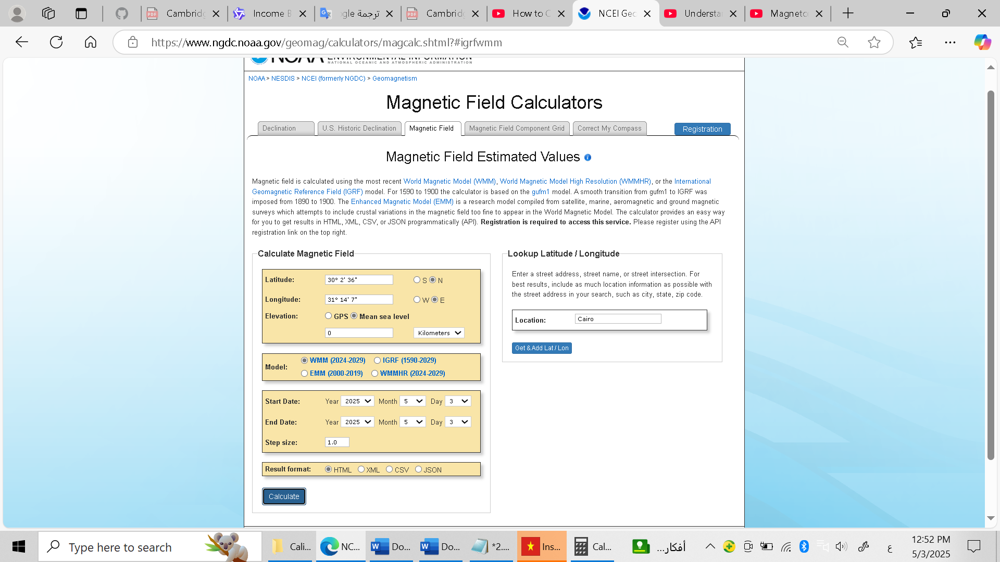 Cambridg
Income B
ogle ترجمة
Cambridg
How to C
NCEI Geo
Understa
Magneto
https://www.ngdc.noaa.gov/geomag/calculators/magcalc.shtml?#igrfwmm
NOAA ENVIRONMENTAL INFORMATION
NATIONAL OCEANIC AND ATMOSPHERIC ADMINISTRATION
NOAA > NESDIS > NCEI (formerly NGDC) > Geomagnetism
Magnetic Field Calculators
Declination
U.S. Historic Declination
Magnetic Field
Magnetic Field Component Grid
Correct My Compass
Registration
Magnetic Field Estimated Values
Magnetic field is calculated using the most recent World Magnetic Model (WMM), World Magnetic Model High Resolution (WMMHR), or the International
Geomagnetic Reference Field (IGRF) model. For 1590 to 1900 the calculator is based on the gufm1 model. A smooth transition from gufm1 to IGRF was
imposed from 1890 to 1900. The Enhanced Magnetic Model (EMM) is a research model compiled from satellite, marine, aeromagnetic and ground magnetic
surveys which attempts to include crustal variations in the magnetic field too fine to appear in the World Magnetic Model. The calculator provides an easy way
for you to get results in HTML, XML, CSV, or JSON programmatically (API). Registration is required to access this service. Please register using the API
registration link on the top right.
Calculate Magnetic Field
Latitude: 30° 2' 36" S N
Longitude: 31° 14' 7" W E
Elevation: GPS Mean sea level
0 Kilometers
Model: WMM (2024-2029) IGRF (1590-2029)
EMM (2000-2019) WMMHR (2024-2029)
Start Date: Year 2025 Month 5 Day 3
End Date: Year 2025 Month 5 Day 3
Step size: 1.0
Result format: HTML XML CSV JSON
Calculate
Lookup Latitude / Longitude
Enter a street address, street name, or street intersection. For
best results, include as much location information as possible with
the street address in your search, such as city, state, zip code.
Location: Cairo
Get & Add Lat / Lon
Type here to search
Cali...
NC...
Do...
Do...
*2....
Ins...
Cal...
أفكار...
ع
12:52 PM
5/3/2025